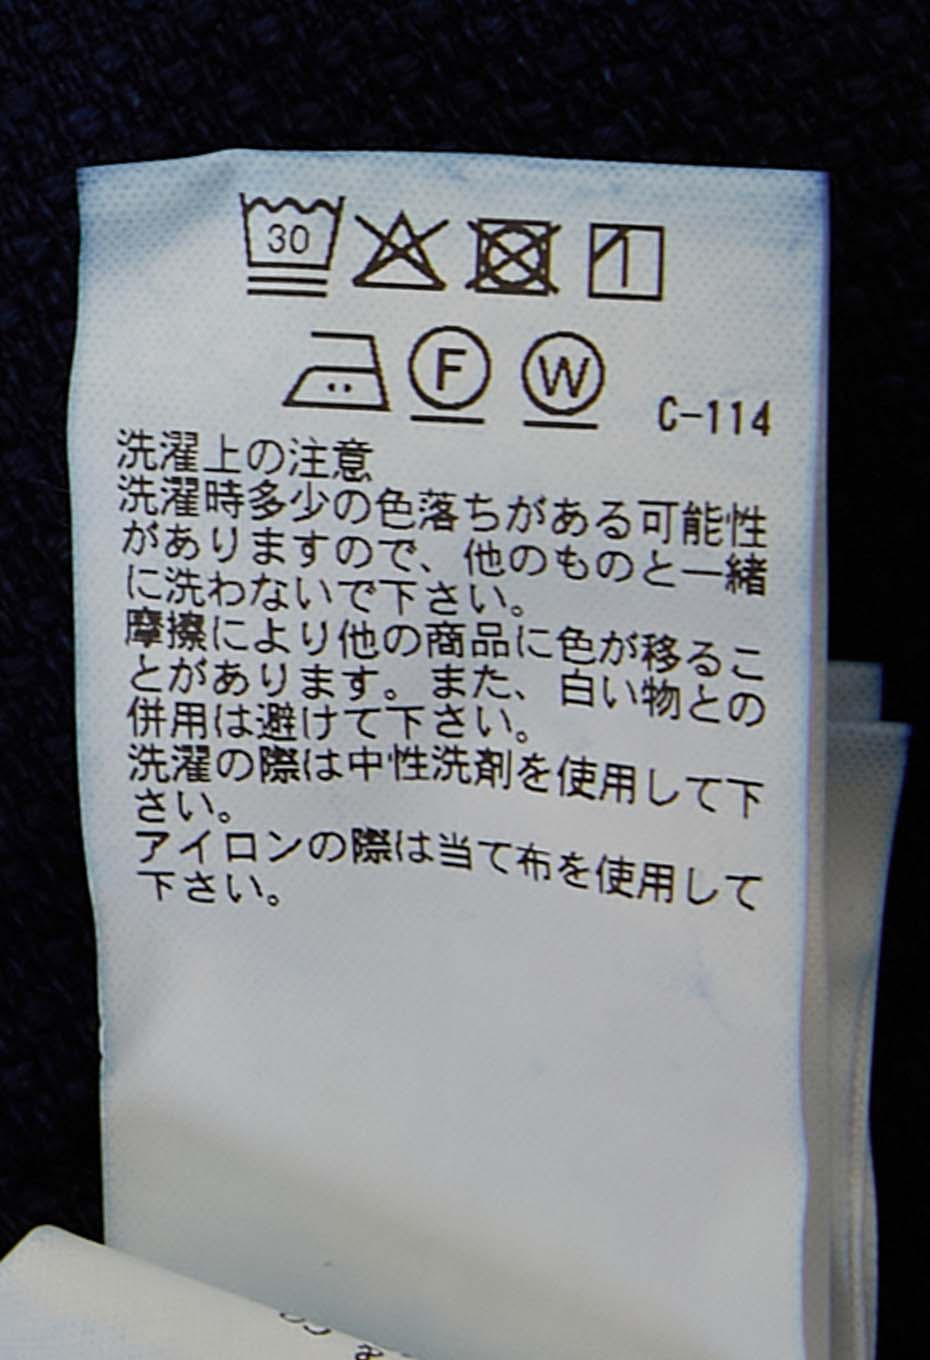 30
F W C-114
洗濯上の注意
洗濯時多少の色落ちがある可能性
がありますので、他のものと一緒
に洗わないで下さい。
摩擦により他の商品に色が移るこ
とがあります。また、白い物との
併用は避けて下さい。
洗濯の際は中性洗剤を使用して下
さい。
アイロンの際は当て布を使用して
下さい。